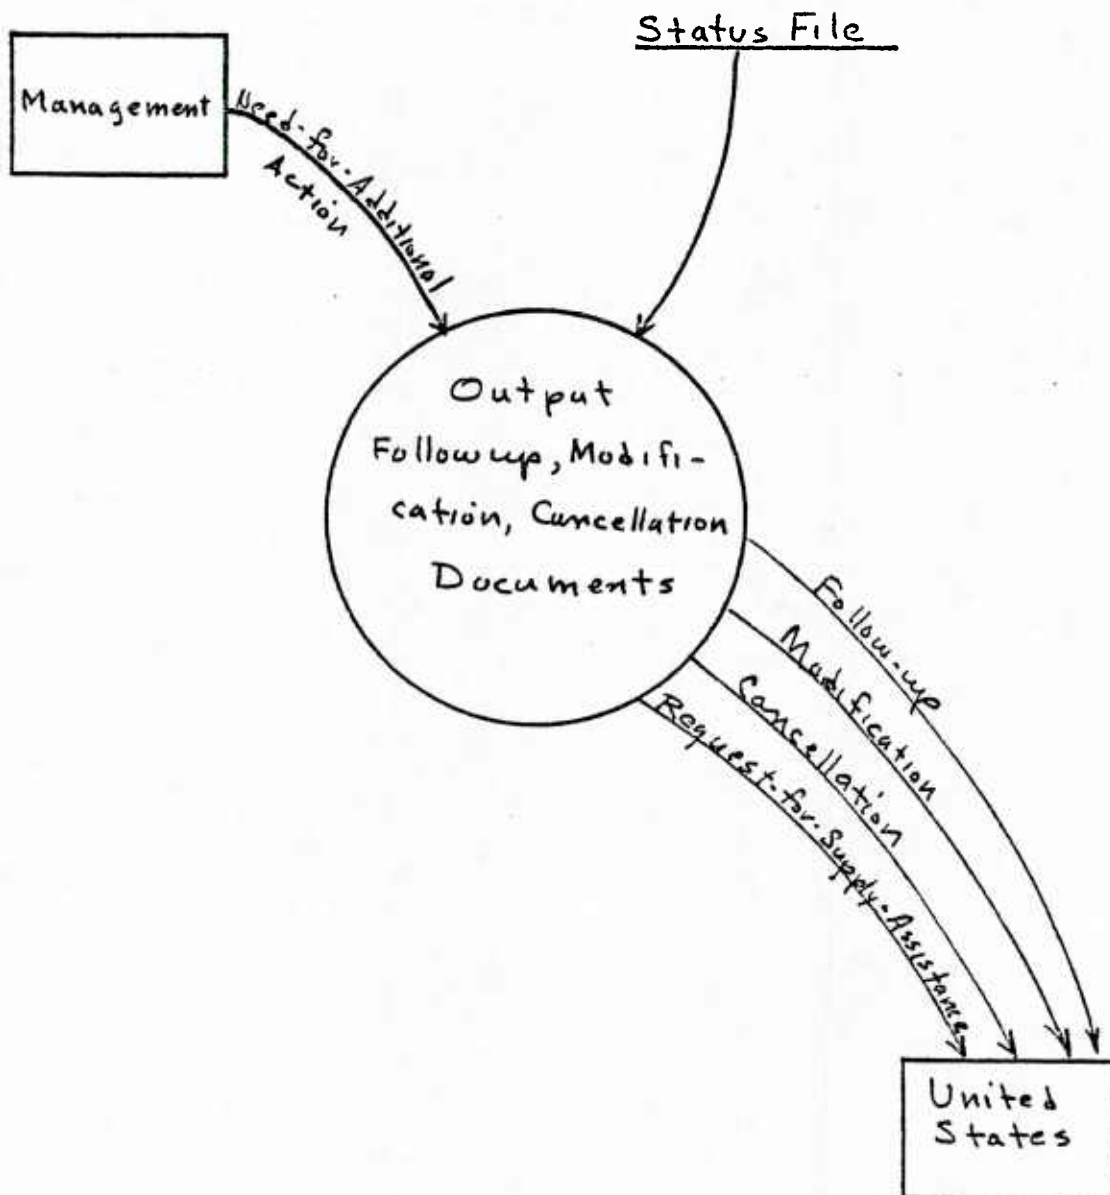 Status File
Management
Need-for-Additional
Action
Output
Followup, Modifi-
cation, Cancellation
Documents
Follow-up
Modification
Cancellation
Request-for-Supply-Assistance
United
States